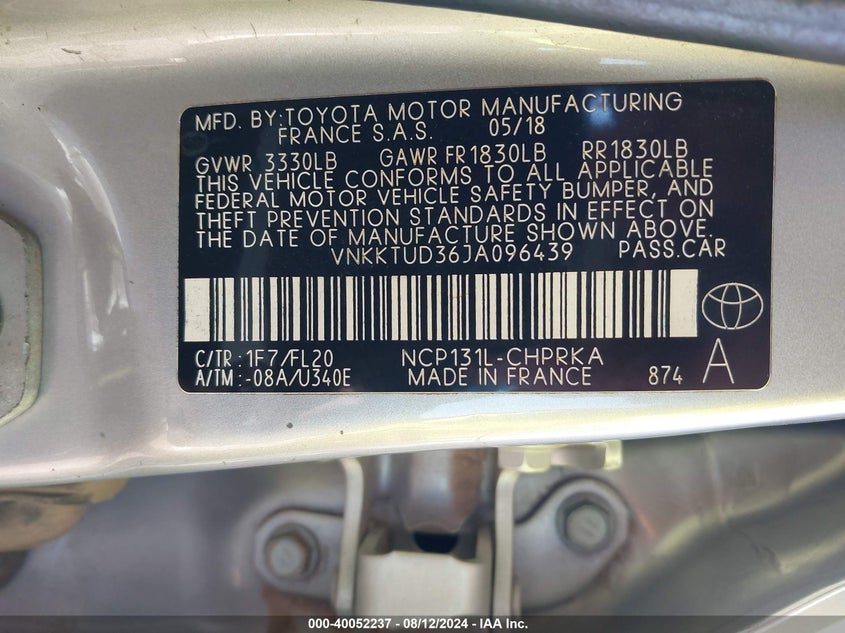 MFD. BY:TOYOTA MOTOR MANUFACTURING
FRANCE S.A.S. 05/18
GVWR 3330LB GAWR FR1830LB RR1830LB
THIS VEHICLE CONFORMS TO ALL APPLICABLE
FEDERAL MOTOR VEHICLE SAFETY BUMPER, AND
THEFT PREVENTION STANDARDS IN EFFECT ON
THE DATE OF MANUFACTURE SHOWN ABOVE.
VNKKTUD36JA096439 PASS.CAR
C/TR: 1F7/FL20 NCP131L-CHPRKA
A/TM: -08A/U340E MADE IN FRANCE 874 A
000-40052237 - 08/12/2024 - IAA Inc.